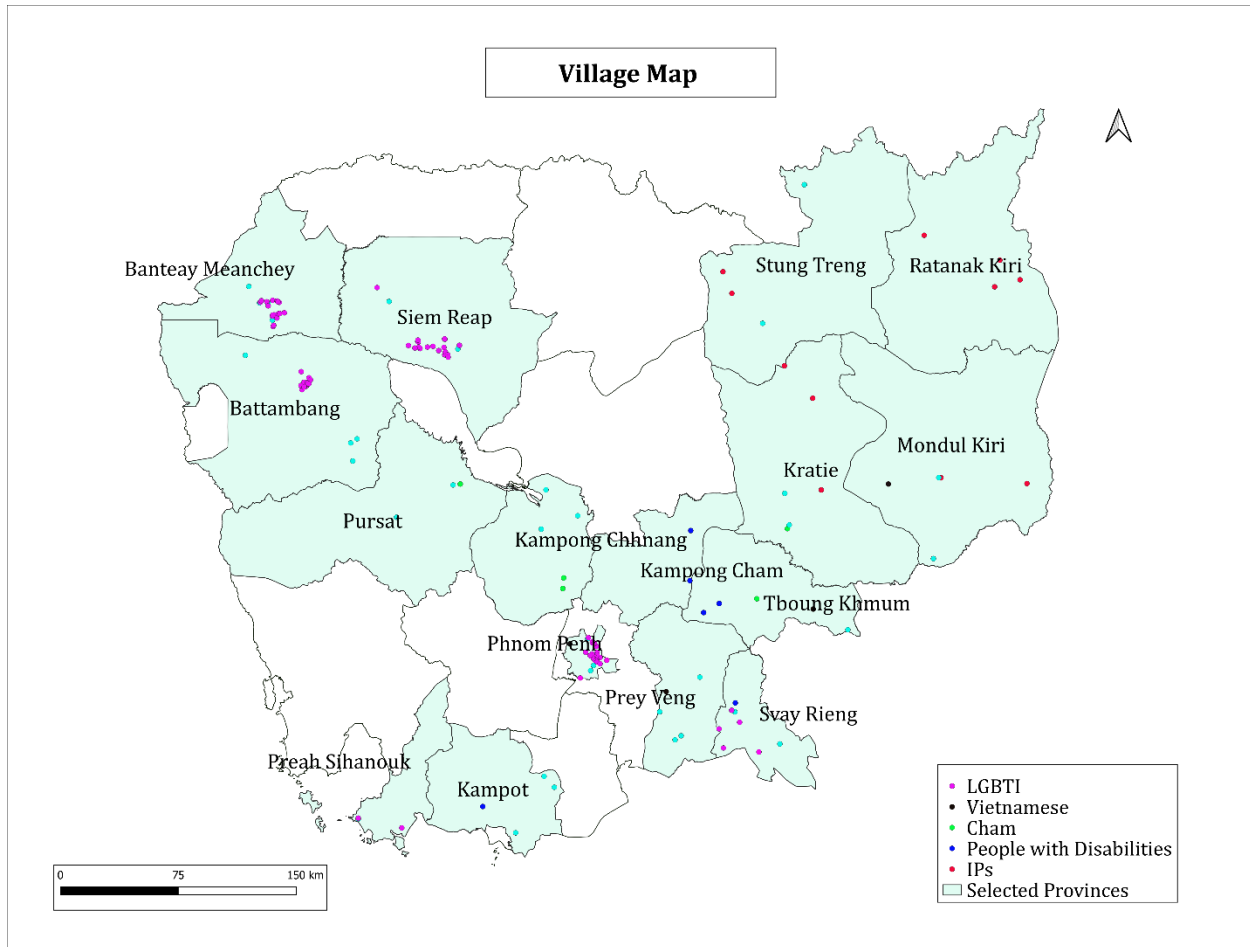 Village Map
Banteay Meanchey
Siem Reap
Stung Treng
Ratanak Kiri
Battambang
Mondul Kiri
Kratie
Pursat
Kampong Chhnang
Kampong Cham
Tboung Khmum
Phnom Penh
Prey Veng
Svay Rieng
Preah Sihanouk
Kampot
LGBTI
Vietnamese
Cham
People with Disabilities
IPs
Selected Provinces
0 75 150 km